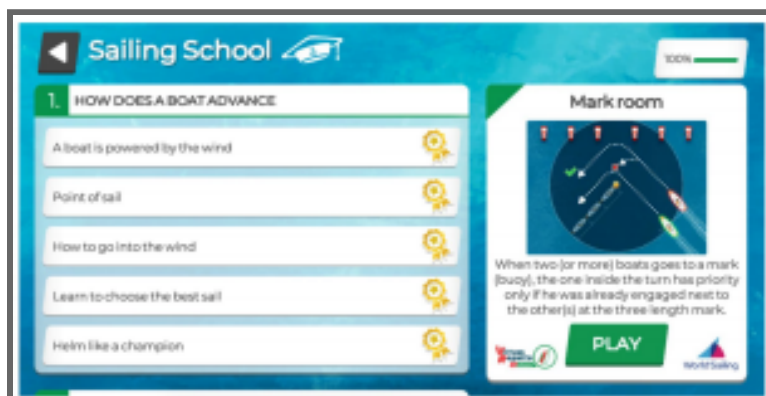 Sailing School
100%
1. HOW DOES A BOAT ADVANCE
A boat is powered by the wind
Point of sail
How to go into the wind
Learn to choose the best sail
Helm like a champion
Mark room
When two (or more) boats goes to a mark
(buoy), the one inside the turn has priority
only if he was already engaged next to
the other(s) at the three length mark.
PLAY
World Sailing